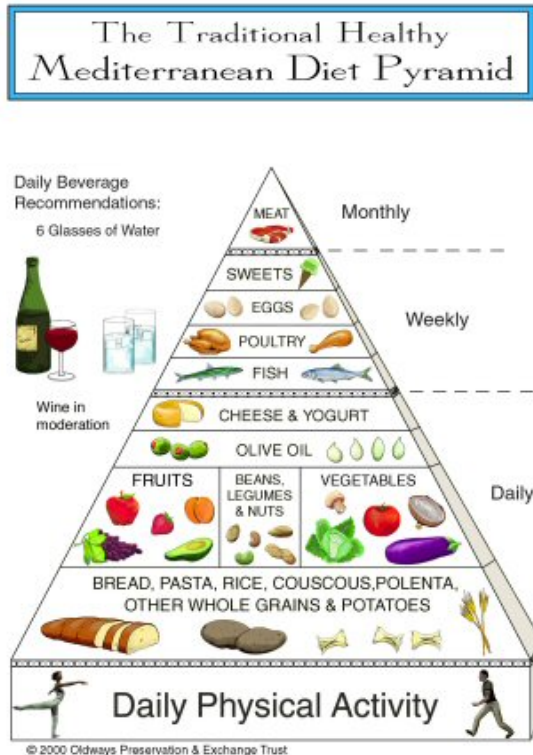 The Traditional Healthy
Mediterranean Diet Pyramid
Daily Beverage
Recommendations:
6 Glasses of Water
Wine in
moderation
MEAT
Monthly
SWEETS
EGGS
POULTRY
FISH
Weekly
CHEESE & YOGURT
OLIVE OIL
FRUITS
BEANS,
LEGUMES
& NUTS
VEGETABLES
Daily
BREAD, PASTA, RICE, COUSCOUS,POLENTA,
OTHER WHOLE GRAINS & POTATOES
Daily Physical Activity
© 2000 Oldways Preservation & Exchange Trust